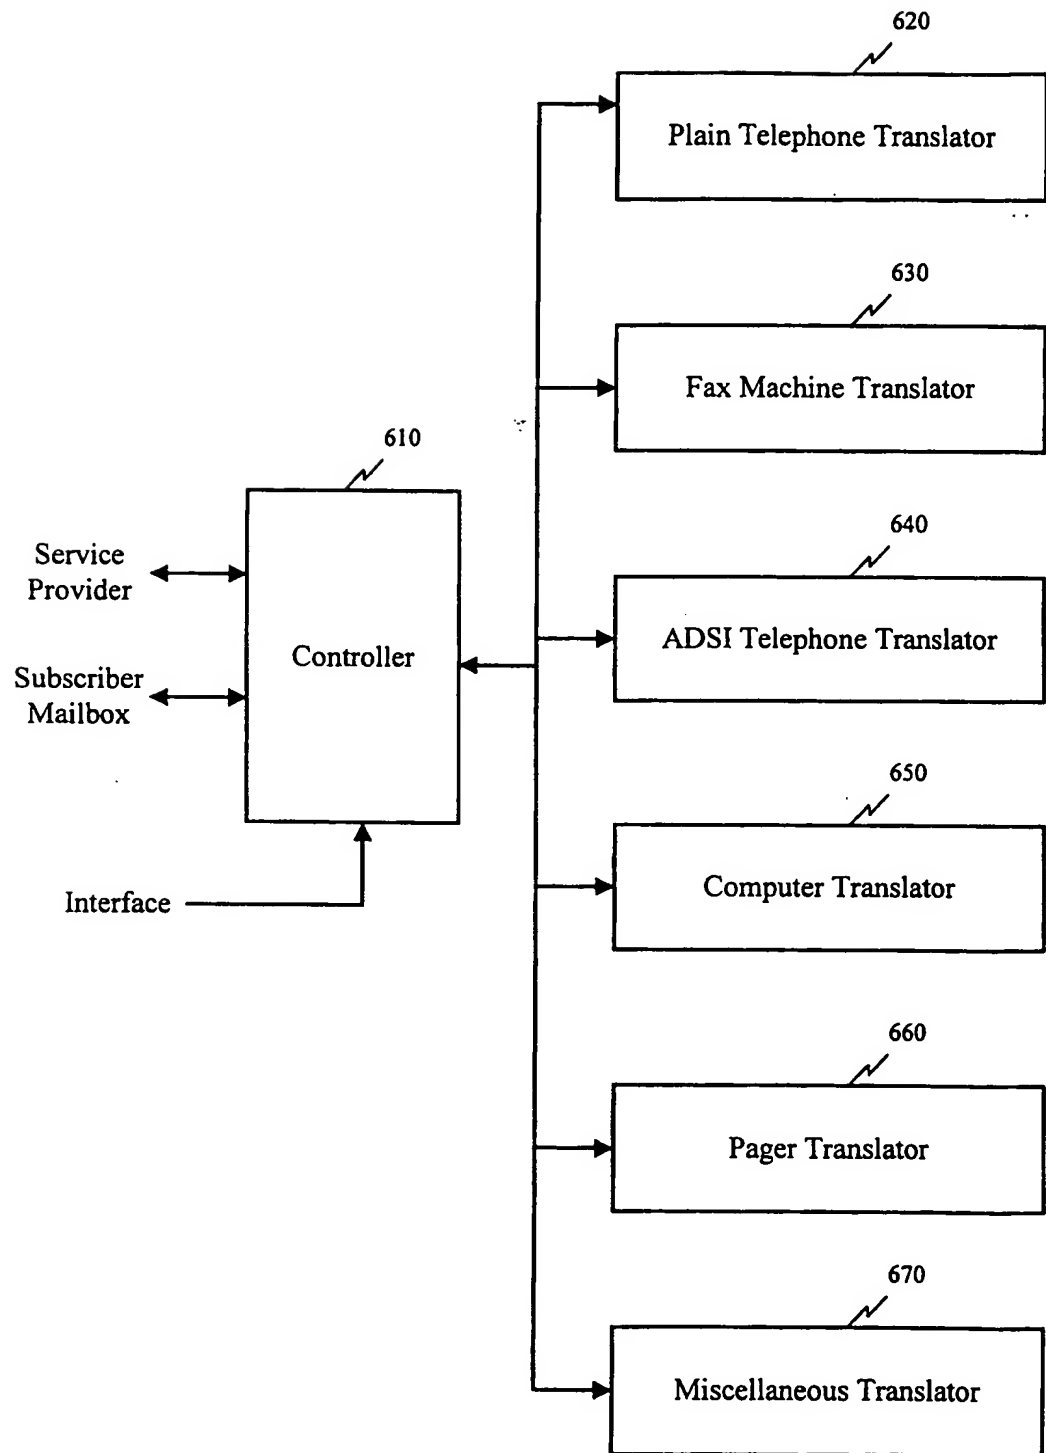 620
Plain Telephone Translator
630
Fax Machine Translator
610
Service
Provider
640
Controller
ADSI Telephone Translator
Subscriber
Mailbox
650
Interface
Computer Translator
660
Pager Translator
670
Miscellaneous Translator